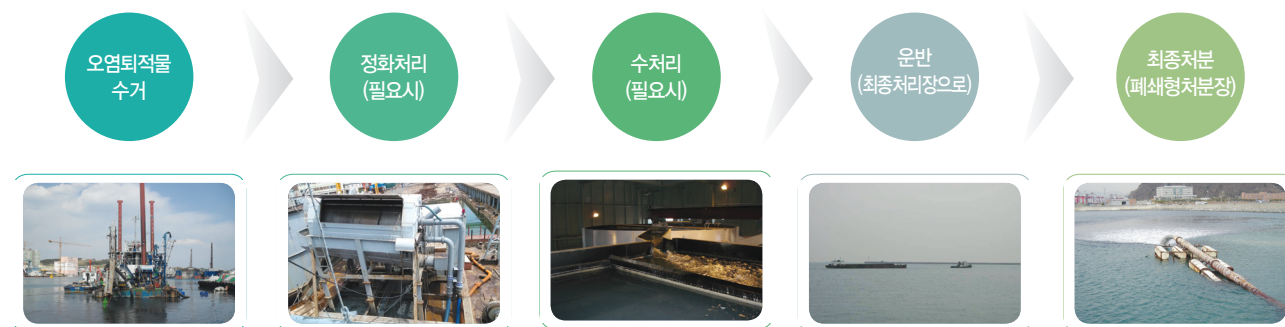 오염퇴적물
수거
정화처리
(필요시)
수처리
(필요시)
운반
(최종처리장으로)
최종처분
(폐쇄형처분장)